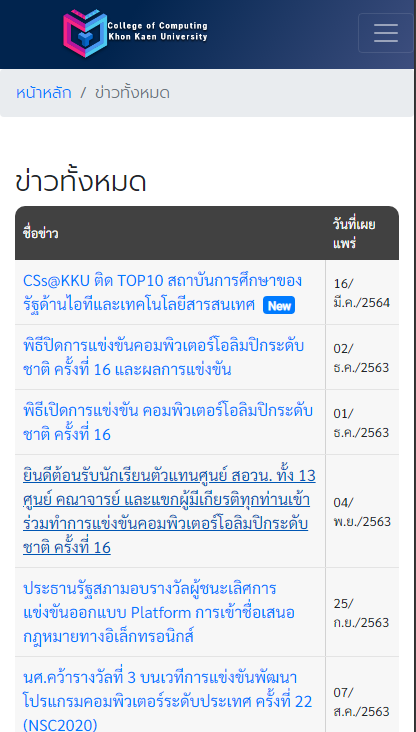 College of Computing
Khon Kaen University
หน้าหลัก / ข่าวทั้งหมด
ข่าวทั้งหมด
ชื่อข่าว
วันที่เผย
แพร่
CSs@KKU ติด TOP10 สถาบันการศึกษาของ
รัฐด้านไอทีและเทคโนโลยีสารสนเทศ New
16/
มี.ค./2564
พิธีปิดการแข่งขันคอมพิวเตอร์โอลิมปิกระดับ
ชาติ ครั้งที่ 16 และผลการแข่งขัน
02/
ธ.ค./2563
พิธีเปิดการแข่งขัน คอมพิวเตอร์โอลิมปิกระดับ
ชาติ ครั้งที่ 16
01/
ธ.ค./2563
ยินดีต้อนรับนักเรียนตัวแทนศูนย์ สอวน. ทั้ง 13
ศูนย์ คณาจารย์ และแขกผู้มีเกียรติทุกท่านเข้า
ร่วมทำการแข่งขันคอมพิวเตอร์โอลิมปิกระดับ
ชาติ ครั้งที่ 16
04/
พ.ย./2563
ประธานรัฐสภามอบรางวัลผู้ชนะเลิศการ
แข่งขันออกแบบ Platform การเข้าชื่อเสนอ
กฎหมายทางอิเล็กทรอนิกส์
25/
ก.ย./2563
นศ.คว้ารางวัลที่ 3 บนเวทีการแข่งขันพัฒนา
โปรแกรมคอมพิวเตอร์ระดับประเทศ ครั้งที่ 22
(NSC2020)
07/
ส.ค./2563